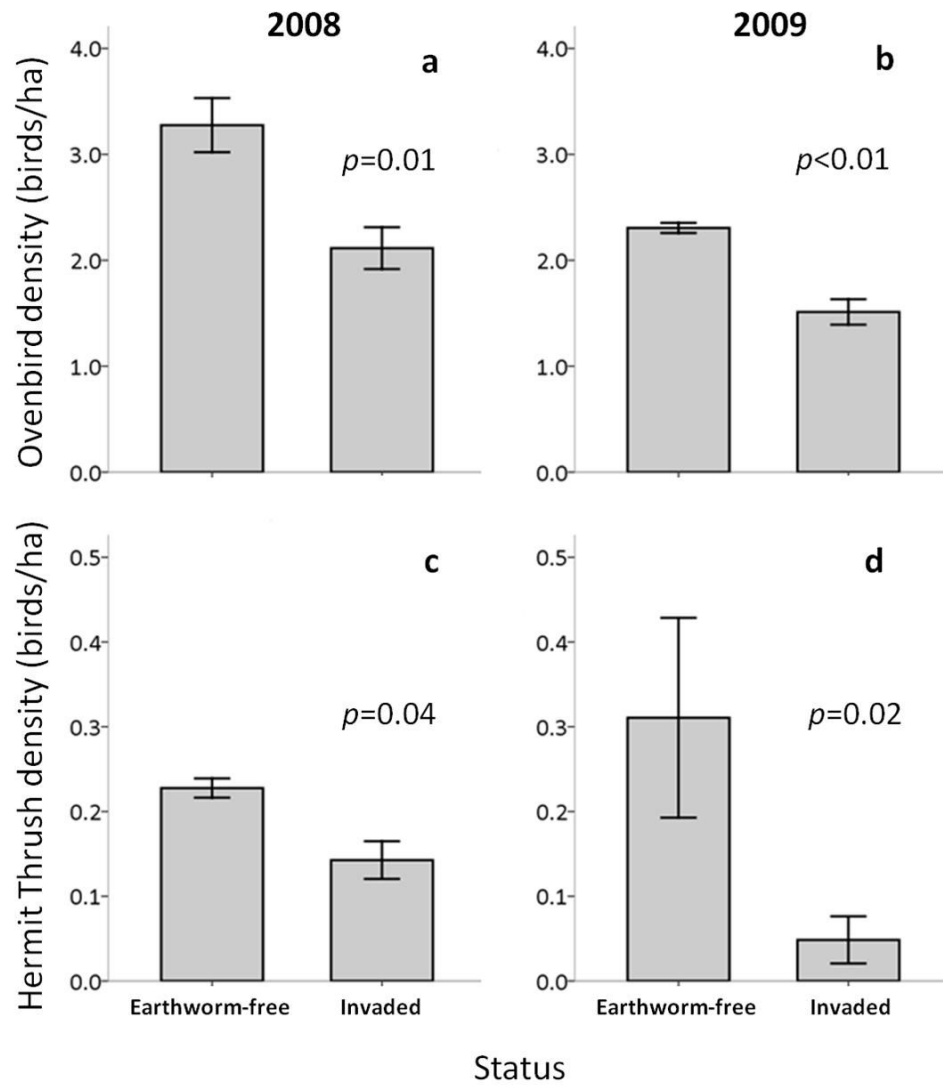 2008
2009
Ovenbird density (birds/ha)
4.0
3.0
2.0
1.0
0.0
a
p=0.01
4.0
3.0
2.0
1.0
0.0
b
p<0.01
Hermit Thrush density (birds/ha)
0.5
0.4
0.3
0.2
0.1
0.0
c
p=0.04
Earthworm-free Invaded
0.5
0.4
0.3
0.2
0.1
0.0
d
p=0.02
Earthworm-free Invaded
Status